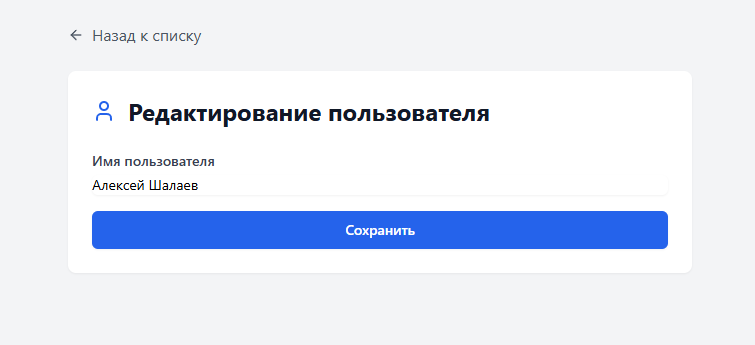 Назад к списку
Редактирование пользователя
Имя пользователя
Алексей Шалаев
Сохранить